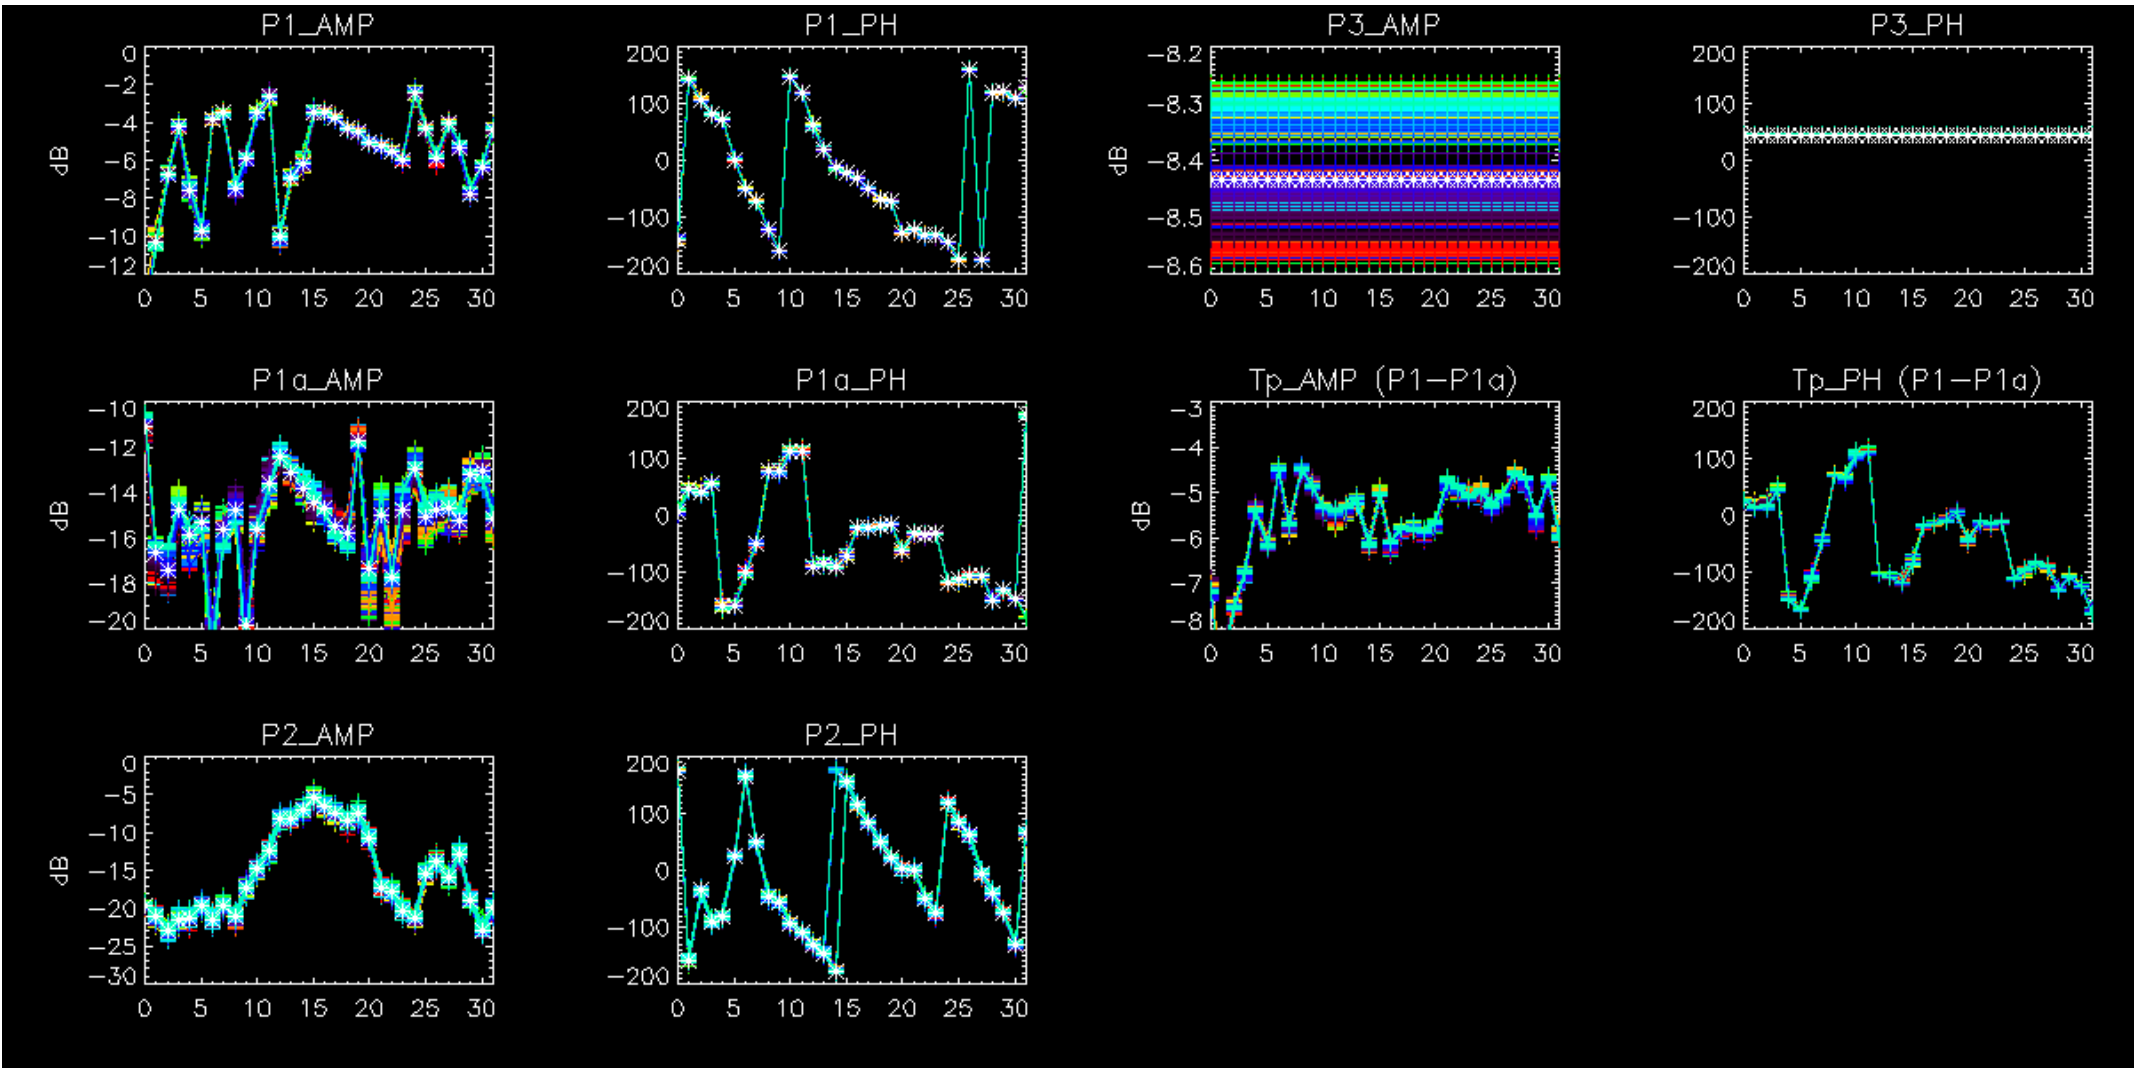 P1_AMP
P1_PH
P3_AMP
P3_PH
0
-2
-4
-6
-8
-10
-12
dB
0 5 10 15 20 25 30
200
100
0
-100
-200
0 5 10 15 20 25 30
-8.2
-8.3
-8.4
-8.5
-8.6
dB
0 5 10 15 20 25 30
200
100
0
-100
-200
0 5 10 15 20 25 30
P1a_AMP
P1a_PH
Tp_AMP (P1-P1a)
Tp_PH (P1-P1a)
-10
-12
-14
-16
-18
-20
dB
0 5 10 15 20 25 30
200
100
0
-100
-200
0 5 10 15 20 25 30
-3
-4
-5
-6
-7
-8
dB
0 5 10 15 20 25 30
200
100
0
-100
-200
0 5 10 15 20 25 30
P2_AMP
P2_PH
0
-5
-10
-15
-20
-25
-30
dB
0 5 10 15 20 25 30
200
100
0
-100
-200
0 5 10 15 20 25 30